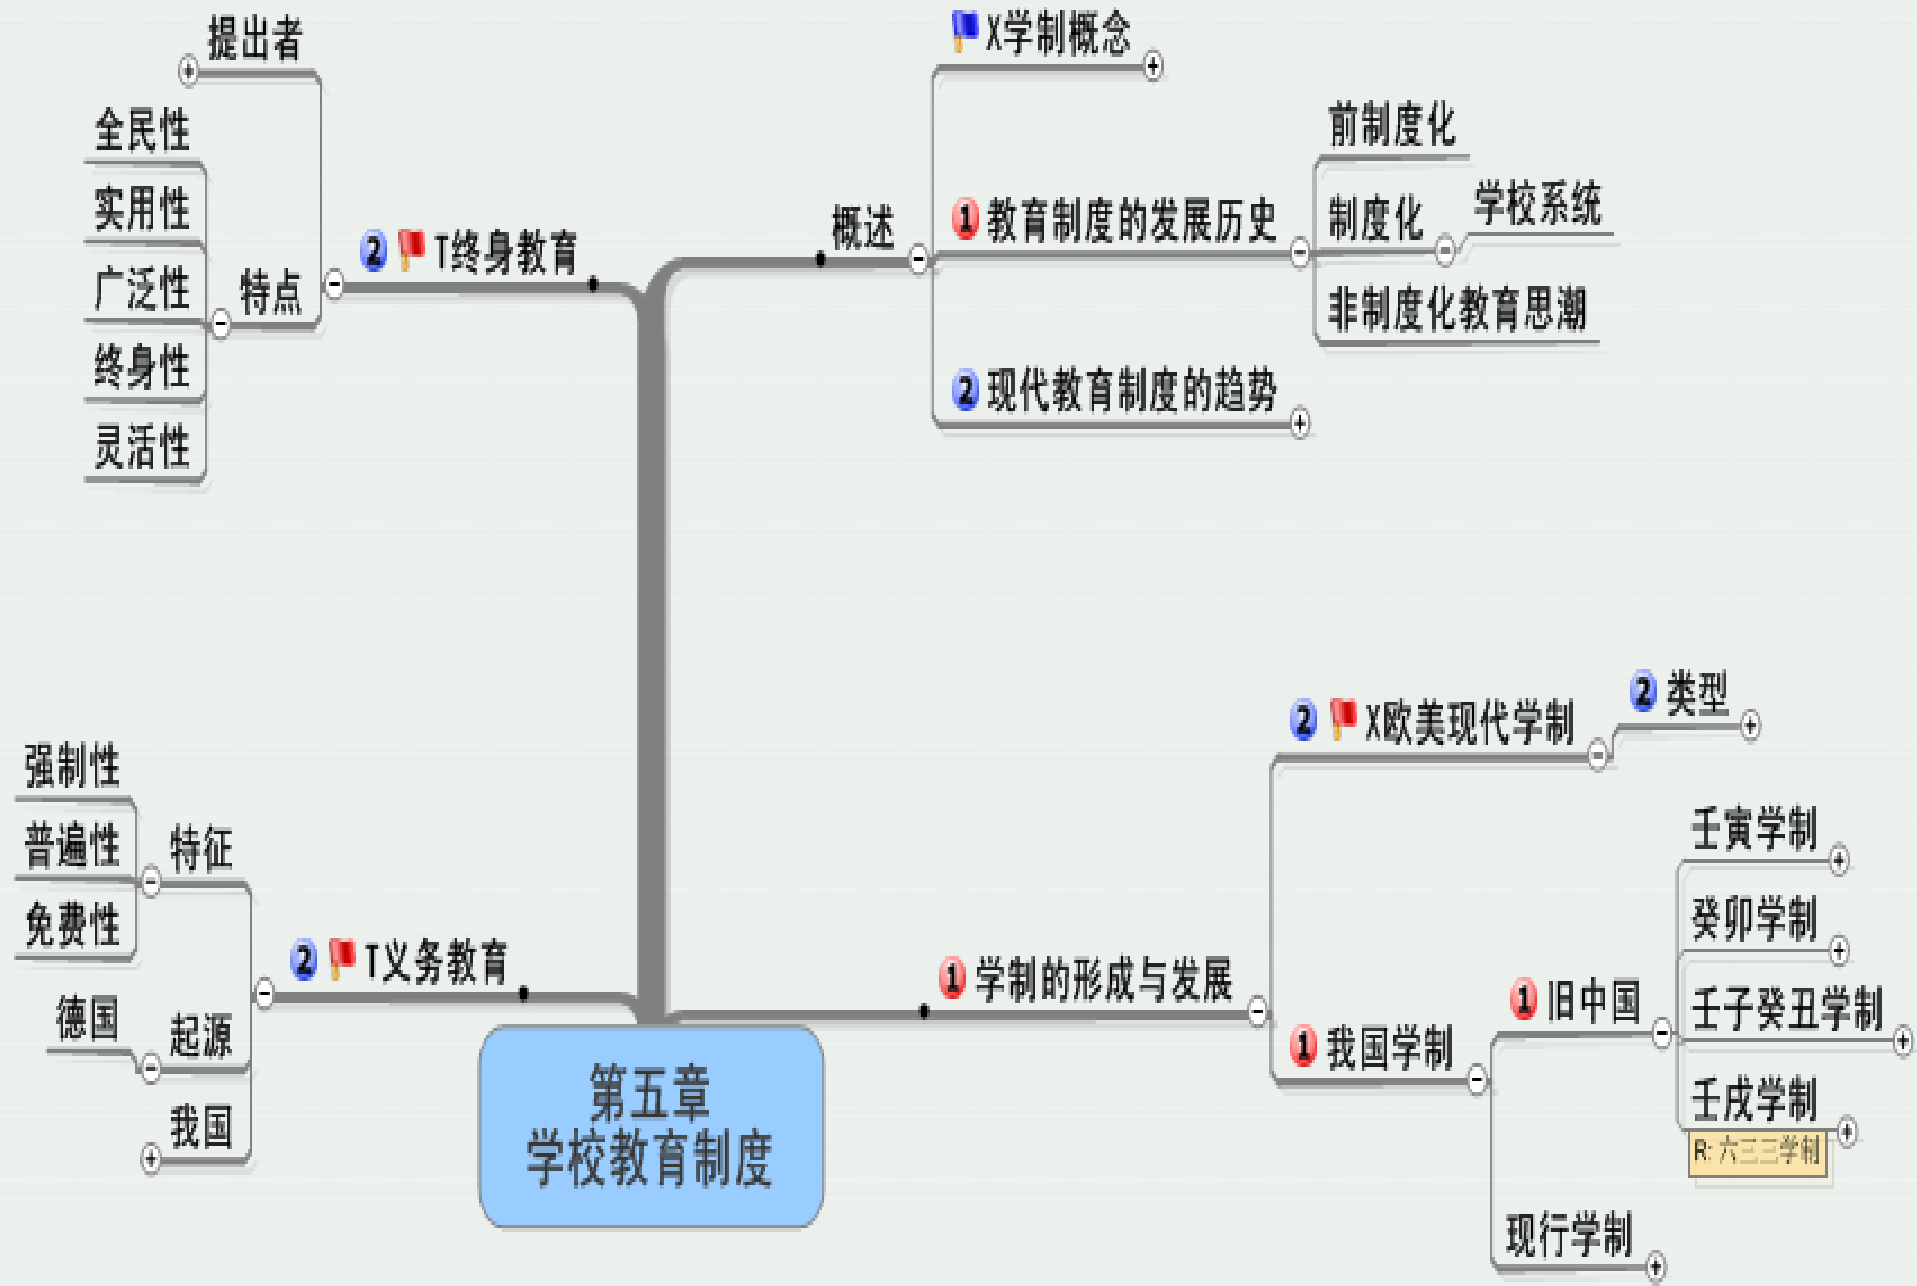 第五章
学校教育制度
概述
X学制概念
1 教育制度的发展历史
前制度化
制度化
学校系统
非制度化教育思潮
2 现代教育制度的趋势
1 学制的形成与发展
2 X欧美现代学制
2 类型
1 我国学制
1 旧中国
壬寅学制
癸卯学制
壬子癸丑学制
壬戌学制
R: 六三三学制
现行学制
2 T终身教育
提出者
特点
全民性
实用性
广泛性
终身性
灵活性
2 T义务教育
特征
强制性
普遍性
免费性
起源
德国
我国